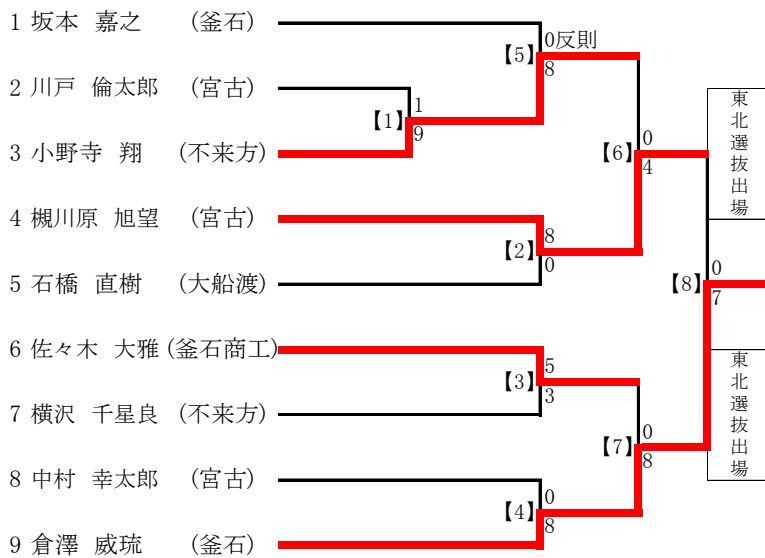 1 坂本 嘉之 (釜石)
2 川戸 倫太郎 (宮古)
3 小野寺 翔 (不来方)
4 槻川原 旭望 (宮古)
5 石橋 直樹 (大船渡)
6 佐々木 大雅 (釜石商工)
7 横沢 千星良 (不来方)
8 中村 幸太郎 (宮古)
9 倉澤 威琉 (釜石)
【1】
1
9
【5】
0反則
8
【2】
8
0
【3】
5
3
【4】
0
8
【6】
0
4
【7】
0
8
東北選抜出場
【8】
0
7
東北選抜出場